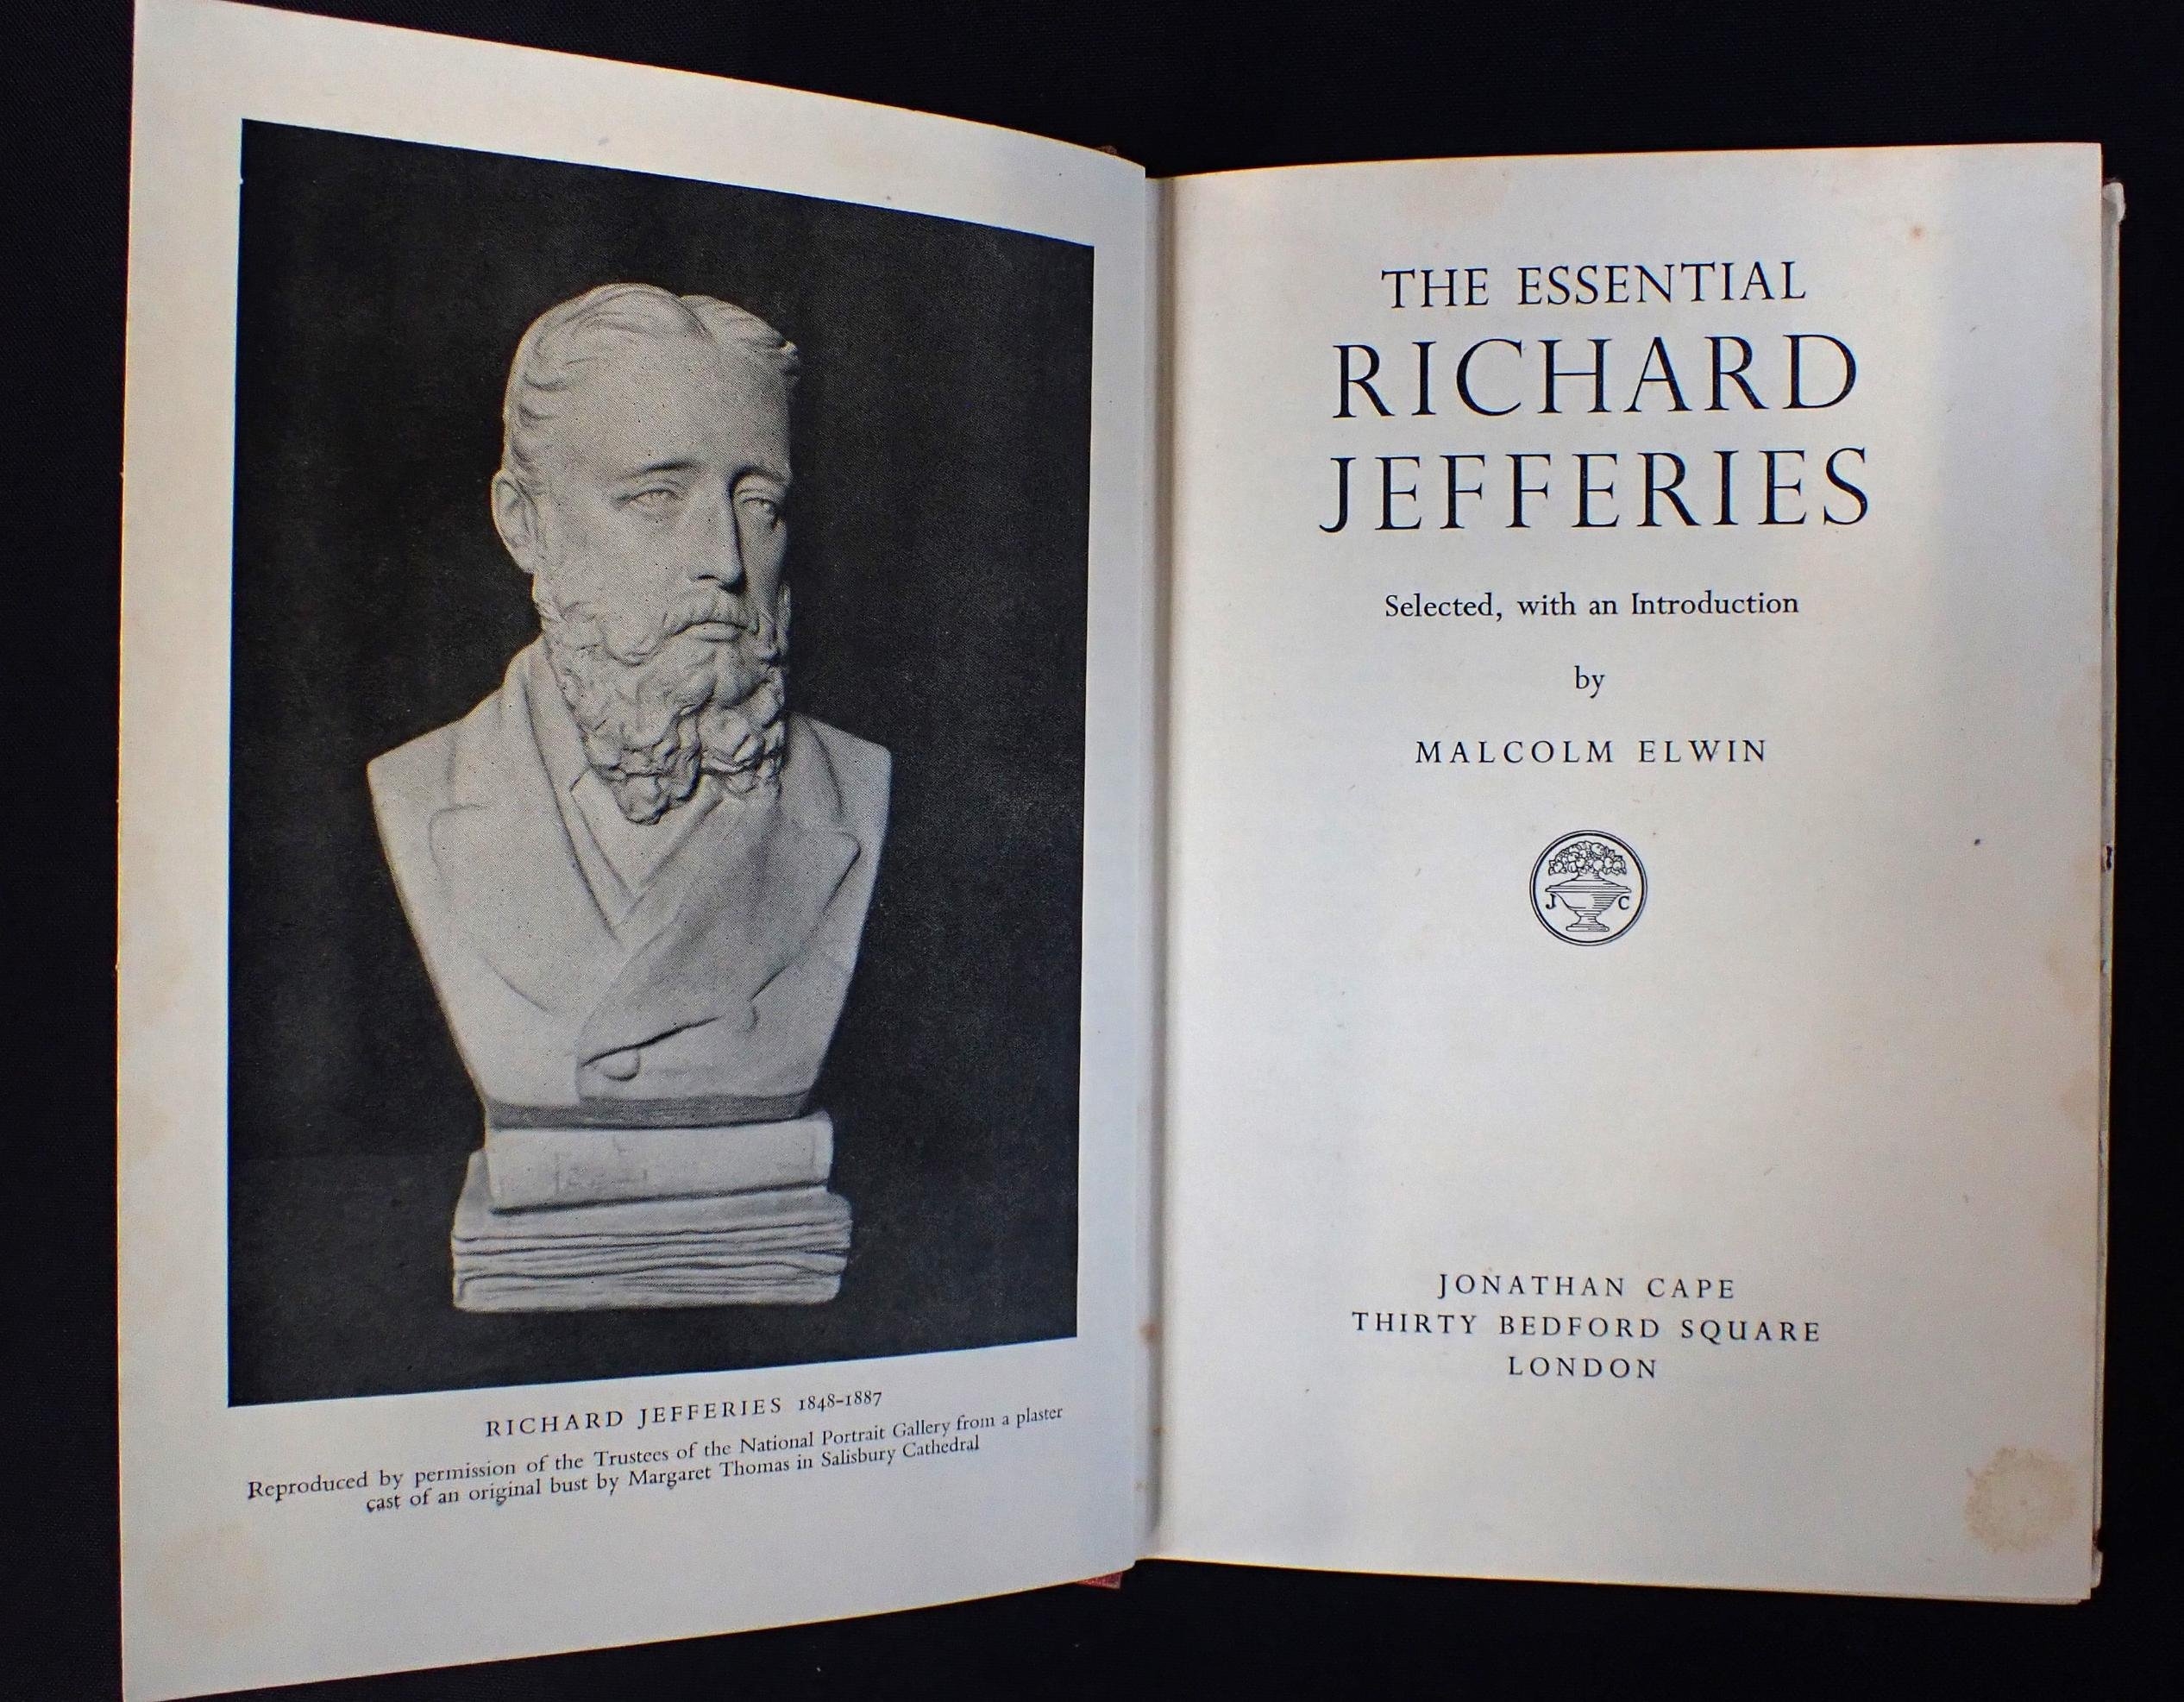 RICHARD JEFFERIES 1848-1887
Reproduced by permission of the Trustees of the National Portrait Gallery from a plaster
cast of an original bust by Margaret Thomas in Salisbury Cathedral
THE ESSENTIAL
RICHARD
JEFFERIES
Selected, with an Introduction
by
MALCOLM ELWIN
J C
JONATHAN CAPE
THIRTY BEDFORD SQUARE
LONDON